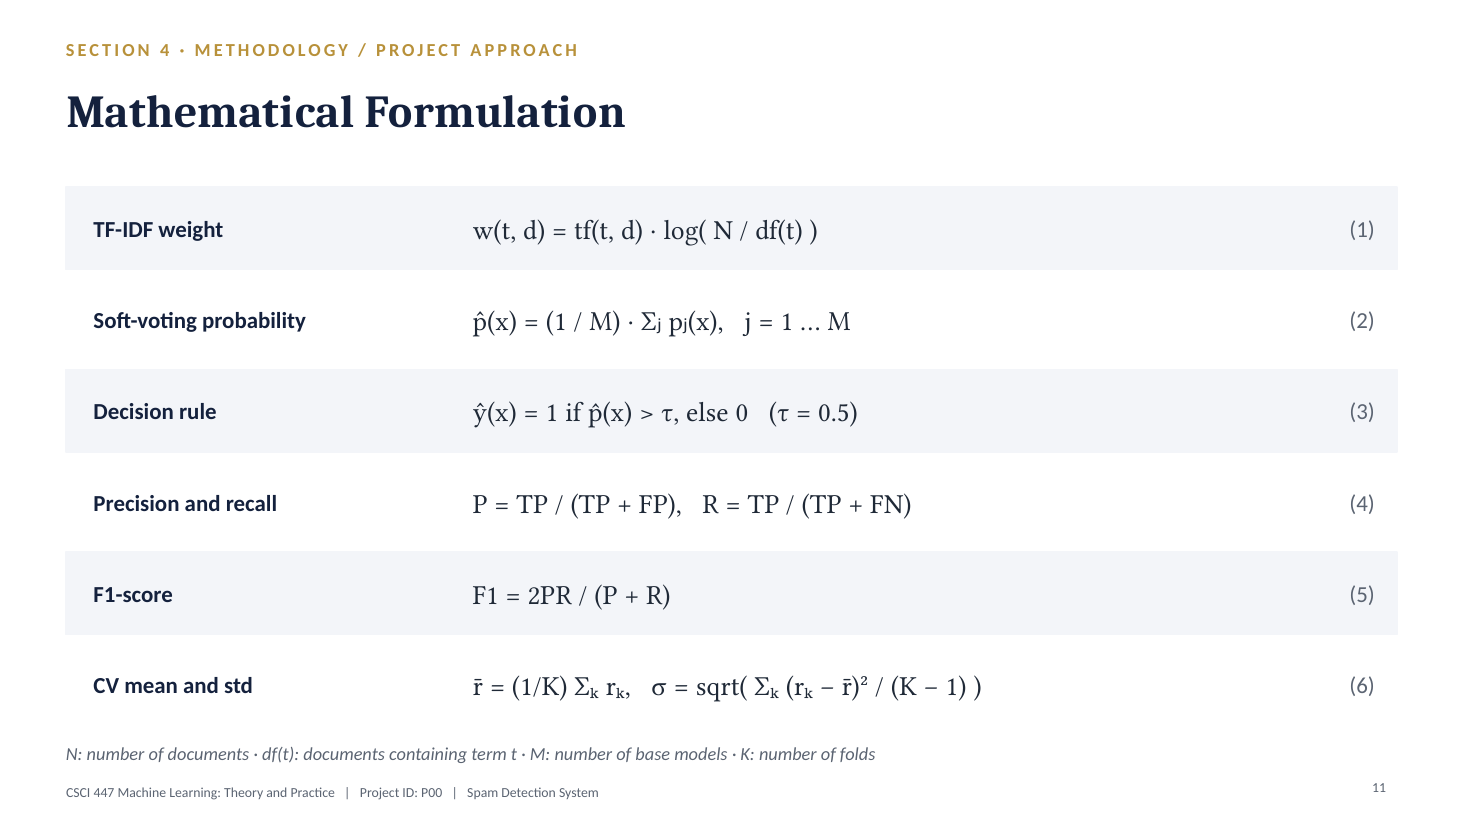 SECTION 4 · METHODOLOGY / PROJECT APPROACH
Mathematical Formulation
TF-IDF weight w(t, d) = tf(t, d) · log( N / df(t) ) (1)
Soft-voting probability p̂(x) = (1 / M) · Σⱼ pⱼ(x), j = 1 … M (2)
Decision rule ŷ(x) = 1 if p̂(x) > τ, else 0 (τ = 0.5) (3)
Precision and recall P = TP / (TP + FP), R = TP / (TP + FN) (4)
F1-score F1 = 2PR / (P + R) (5)
CV mean and std r̄ = (1/K) Σₖ rₖ, σ = sqrt( Σₖ (rₖ − r̄)² / (K − 1) ) (6)
N: number of documents · df(t): documents containing term t · M: number of base models · K: number of folds
CSCI 447 Machine Learning: Theory and Practice | Project ID: P00 | Spam Detection System
11